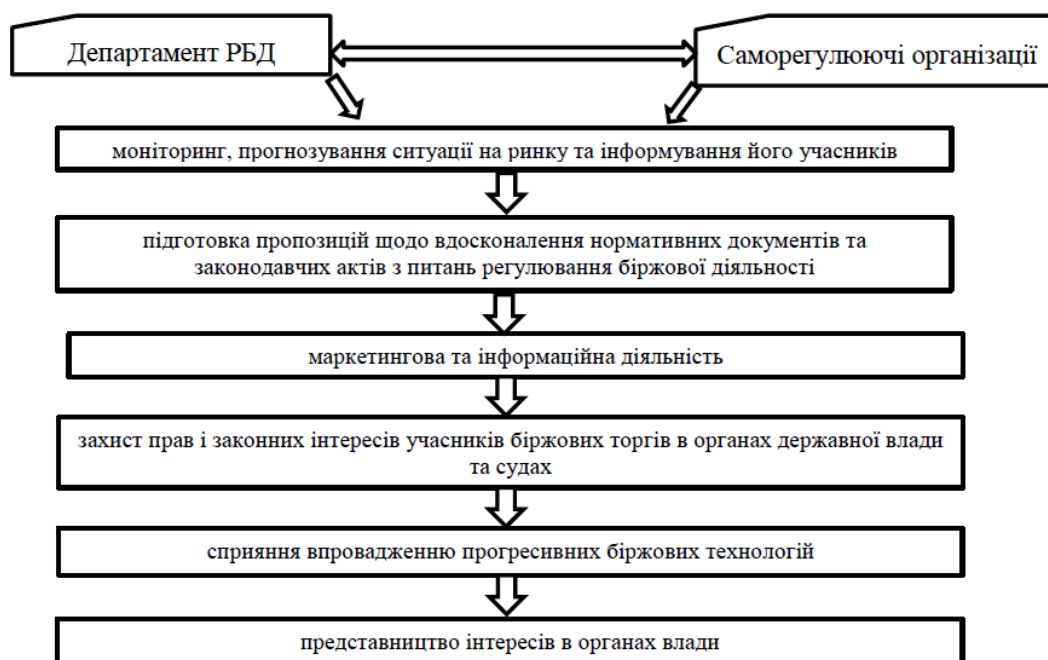 Департамент РБД
Саморегулюючі організації
моніторинг, прогнозування ситуації на ринку та інформування його учасників
підготовка пропозицій щодо вдосконалення нормативних документів та
законодавчих актів з питань регулювання біржової діяльності
маркетингова та інформаційна діяльність
захист прав і законних інтересів учасників біржових торгів в органах державної влади
та судах
сприяння впровадженню прогресивних біржових технологій
представництво інтересів в органах влади